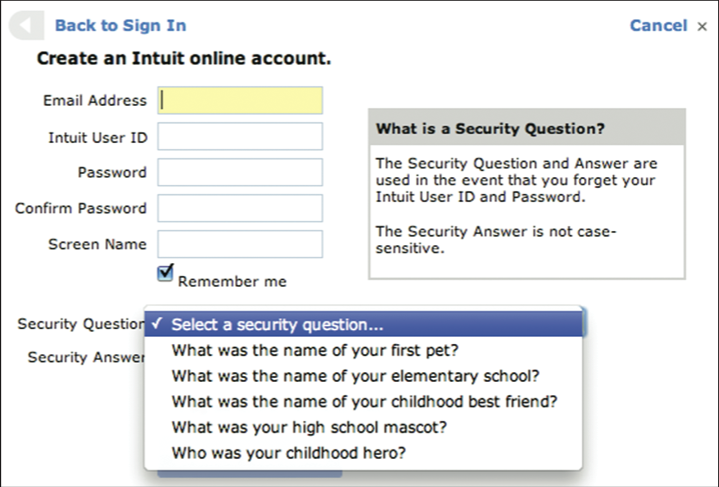 Back to Sign In
Cancel ×
Create an Intuit online account.
Email Address
Intuit User ID
Password
Confirm Password
Screen Name
Remember me
What is a Security Question?
The Security Question and Answer are
used in the event that you forget your
Intuit User ID and Password.
The Security Answer is not case-
sensitive.
Security Question
Security Answer
✓ Select a security question...
What was the name of your first pet?
What was the name of your elementary school?
What was the name of your childhood best friend?
What was your high school mascot?
Who was your childhood hero?